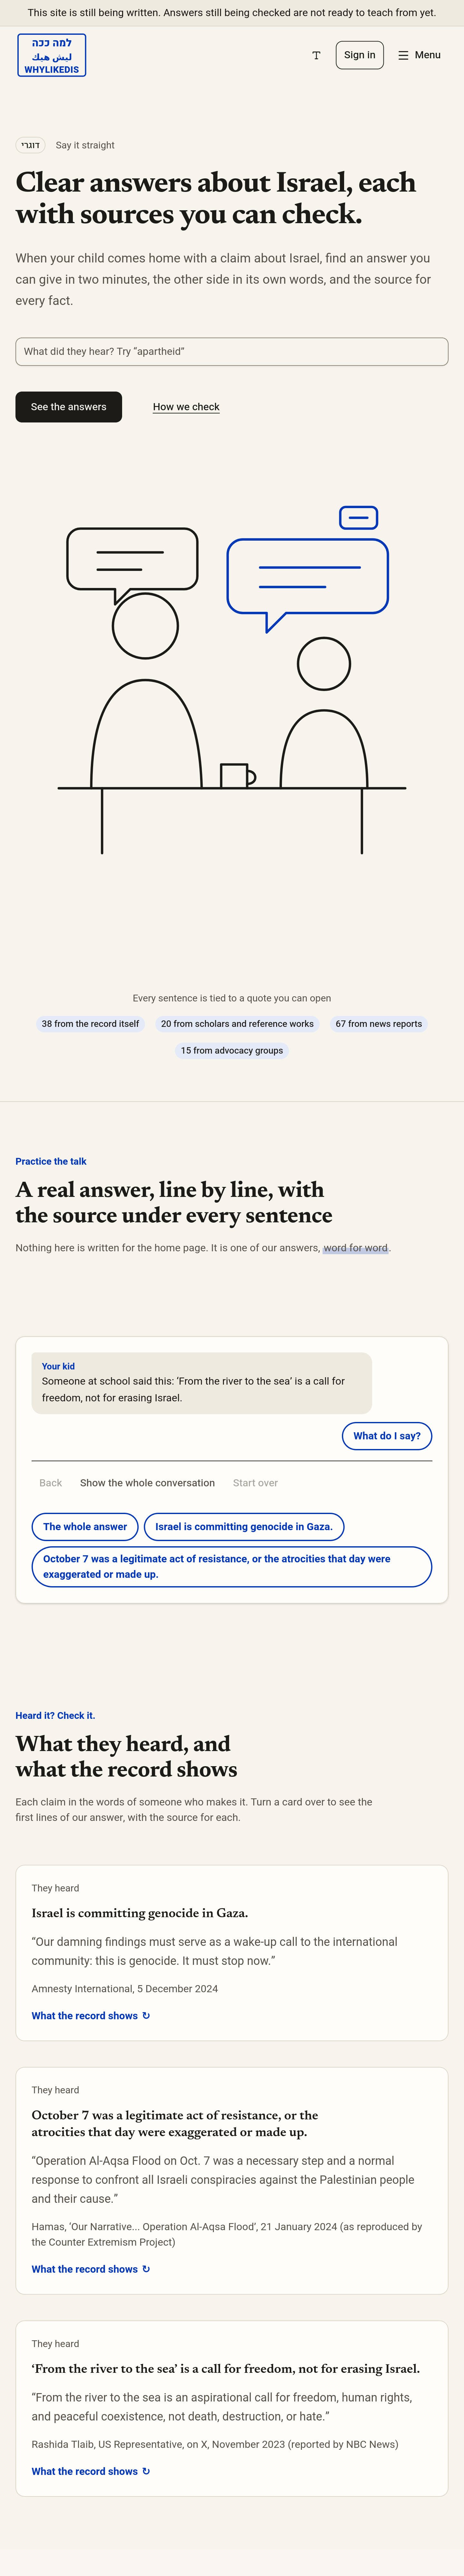 This site is still being written. Answers still being checked are not ready to teach from yet.
למה ככה
ليش هيك
WHYLIKEDIS
T
Sign in
Menu
דוגרי
Say it straight
Clear answers about Israel, each
with sources you can check.
When your child comes home with a claim about Israel, find an answer you
can give in two minutes, the other side in its own words, and the source for
every fact.
What did they hear? Try “apartheid”
See the answers
How we check
Every sentence is tied to a quote you can open
38 from the record itself
20 from scholars and reference works
67 from news reports
15 from advocacy groups
Practice the talk
A real answer, line by line, with
the source under every sentence
Nothing here is written for the home page. It is one of our answers, word for word.
Your kid
Someone at school said this: ‘From the river to the sea’ is a call for
freedom, not for erasing Israel.
What do I say?
Back
Show the whole conversation
Start over
The whole answer
Israel is committing genocide in Gaza.
October 7 was a legitimate act of resistance, or the atrocities that day were
exaggerated or made up.
Heard it? Check it.
What they heard, and
what the record shows
Each claim in the words of someone who makes it. Turn a card over to see the
first lines of our answer, with the source for each.
They heard
Israel is committing genocide in Gaza.
“Our damning findings must serve as a wake-up call to the international
community: this is genocide. It must stop now.”
Amnesty International, 5 December 2024
What the record shows ↻
They heard
October 7 was a legitimate act of resistance, or the
atrocities that day were exaggerated or made up.
“Operation Al-Aqsa Flood on Oct. 7 was a necessary step and a normal
response to confront all Israeli conspiracies against the Palestinian people
and their cause.”
Hamas, ‘Our Narrative... Operation Al-Aqsa Flood’, 21 January 2024 (as reproduced by
the Counter Extremism Project)
What the record shows ↻
They heard
‘From the river to the sea’ is a call for freedom, not for erasing Israel.
“From the river to the sea is an aspirational call for freedom, human rights,
and peaceful coexistence, not death, destruction, or hate.”
Rashida Tlaib, US Representative, on X, November 2023 (reported by NBC News)
What the record shows ↻